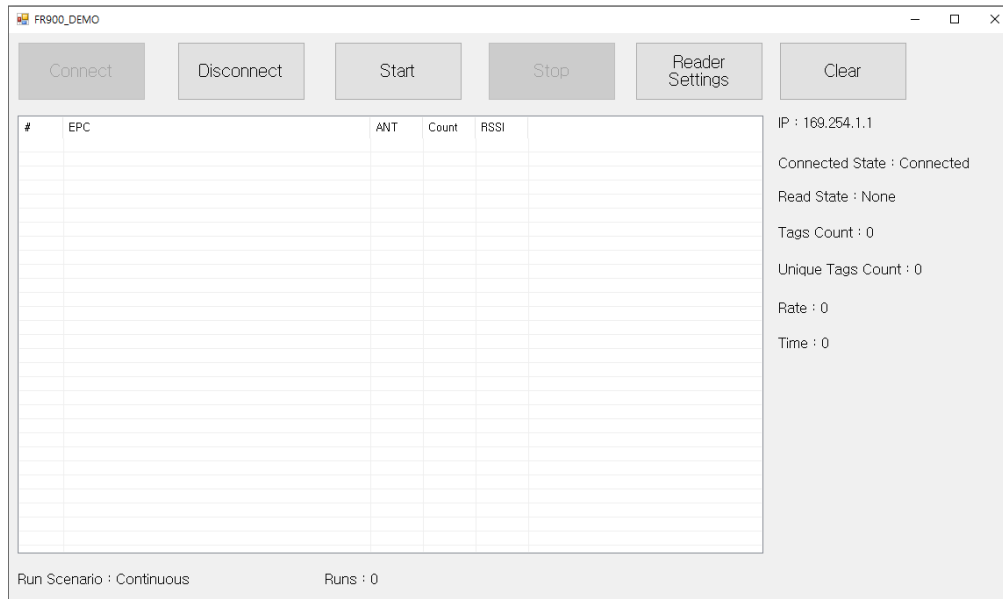 FR900_DEMO
Connect
Disconnect
Start
Stop
Reader
Settings
Clear
# EPC ANT Count RSSI
IP : 169.254.1.1
Connected State : Connected
Read State : None
Tags Count : 0
Unique Tags Count : 0
Rate : 0
Time : 0
Run Scenario : Continuous
Runs : 0